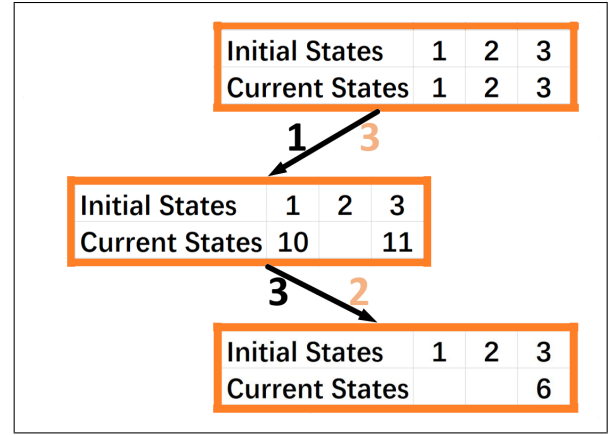 Initial States 1 2 3
Current States 1 2 3
1 3
Initial States 1 2 3
Current States 10 11
3 2
Initial States 1 2 3
Current States 6